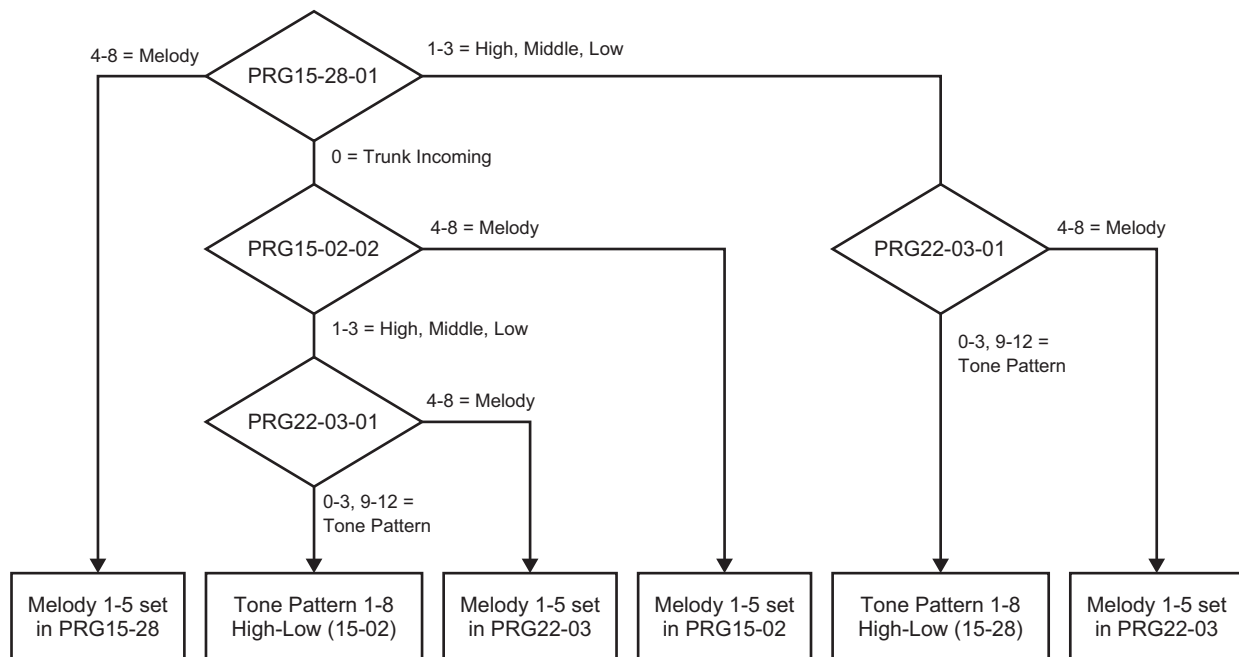 4-8 = Melody
1-3 = High, Middle, Low
PRG15-28-01
0 = Trunk Incoming
PRG15-02-02
4-8 = Melody
PRG22-03-01
4-8 = Melody
1-3 = High, Middle, Low
0-3, 9-12 =
Tone Pattern
PRG22-03-01
4-8 = Melody
0-3, 9-12 =
Tone Pattern
Melody 1-5 set
in PRG15-28
Tone Pattern 1-8
High-Low (15-02)
Melody 1-5 set
in PRG22-03
Melody 1-5 set
in PRG15-02
Tone Pattern 1-8
High-Low (15-28)
Melody 1-5 set
in PRG22-03